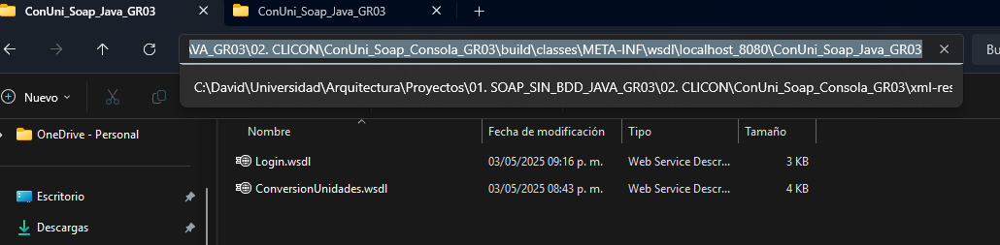 ConUni_Soap_Java_GR03
ConUni_Soap_Java_GR03
\VA_GR03\02. CLICON\ConUni_Soap_Consola_GR03\build\classes\META-INF\wsdl\localhost_8080\ConUni_Soap_Java_GR03
Bu
C:\David\Universidad\Arquitectura\Proyectos\01. SOAP_SIN_BDD_JAVA_GR03\02. CLICON\ConUni_Soap_Consola_GR03\xml-res
Nuevo
Nombre Fecha de modificación Tipo Tamaño
OneDrive - Personal
Login.wsdl 03/05/2025 09:16 p. m. Web Service Descr... 3 KB
ConversionUnidades.wsdl 03/05/2025 08:43 p. m. Web Service Descr... 4 KB
Escritorio
Descargas